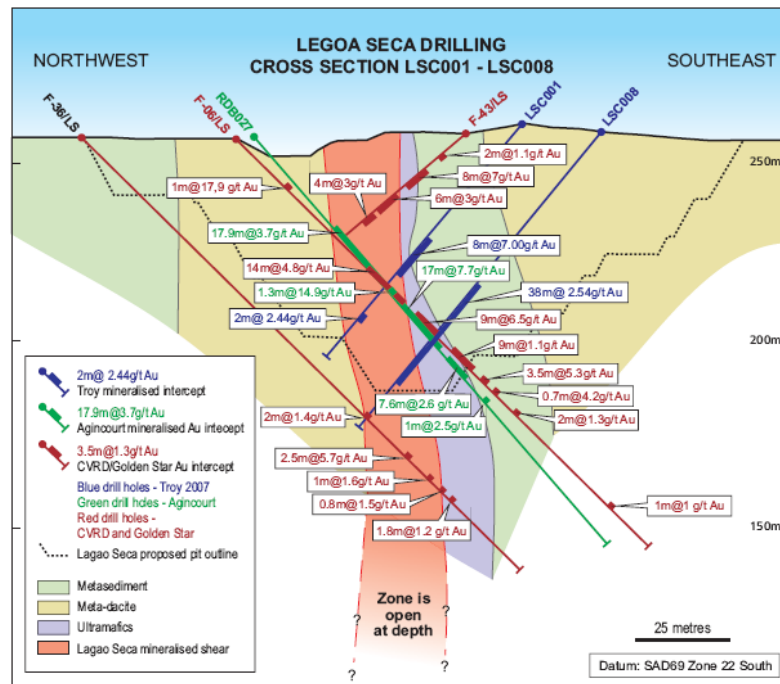 LEGOA SECA DRILLING
CROSS SECTION LSC001 - LSC008
NORTHWEST
SOUTHEAST
F-36/LS
F-06/LS
RDB027
F-43/LS
LSC001
LSC008
250m
200m
150m
2m@1.1g/t Au
8m@7g/t Au
6m@3g/t Au
4m@3g/t Au
1m@17,9 g/t Au
17.9m@3.7g/t Au
8m@7.00g/t Au
14m@4.8g/t Au
17m@7.7g/t Au
1.3m@14.9g/t Au
38m@ 2.54g/t Au
2m@ 2.44g/t Au
9m@6.5g/t Au
9m@1.1g/t Au
3.5m@5.3g/t Au
0.7m@4.2g/t Au
7.6m@2.6 g/t Au
2m@1.3g/t Au
2m@1.4g/t Au
1m@2.5g/t Au
2.5m@5.7g/t Au
1m@1.6g/t Au
0.8m@1.5g/t Au
1m@1 g/t Au
1.8m@1.2 g/t Au
Zone is
open
at depth
?
?
?
?
?
?
2m@ 2.44g/t Au
Troy mineralised intercept
17.9m@3.7g/t Au
Agincourt mineralised Au intecept
3.5m@1.3g/t Au
CVRD/Golden Star Au intercept
Blue drill holes - Troy 2007
Green drill holes - Agincourt
Red drill holes -
CVRD and Golden Star
Lagao Seca proposed pit outline
Metasediment
Meta-dacite
Ultramafics
Lagao Seca mineralised shear
25 metres
Datum: SAD69 Zone 22 South